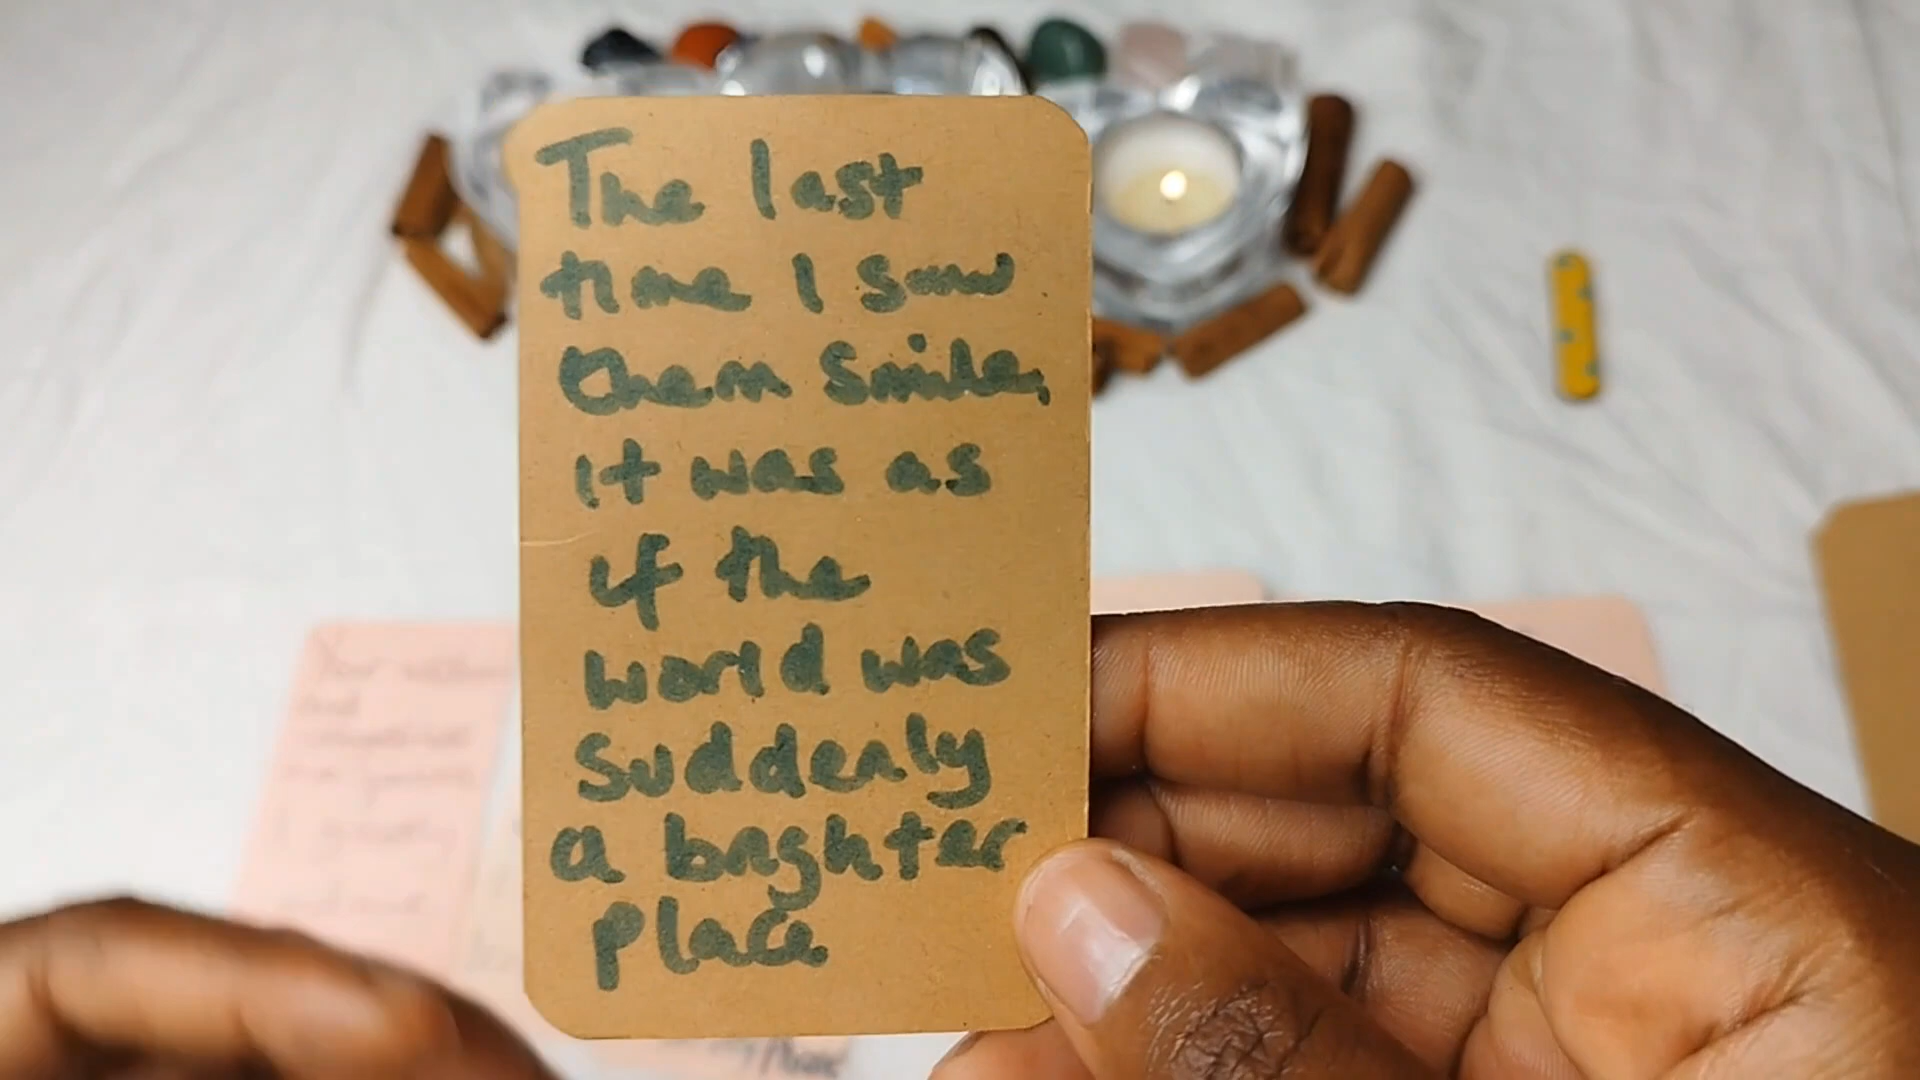 The last
time I saw
them smile,
it was as
if the
world was
suddenly
a brighter
place